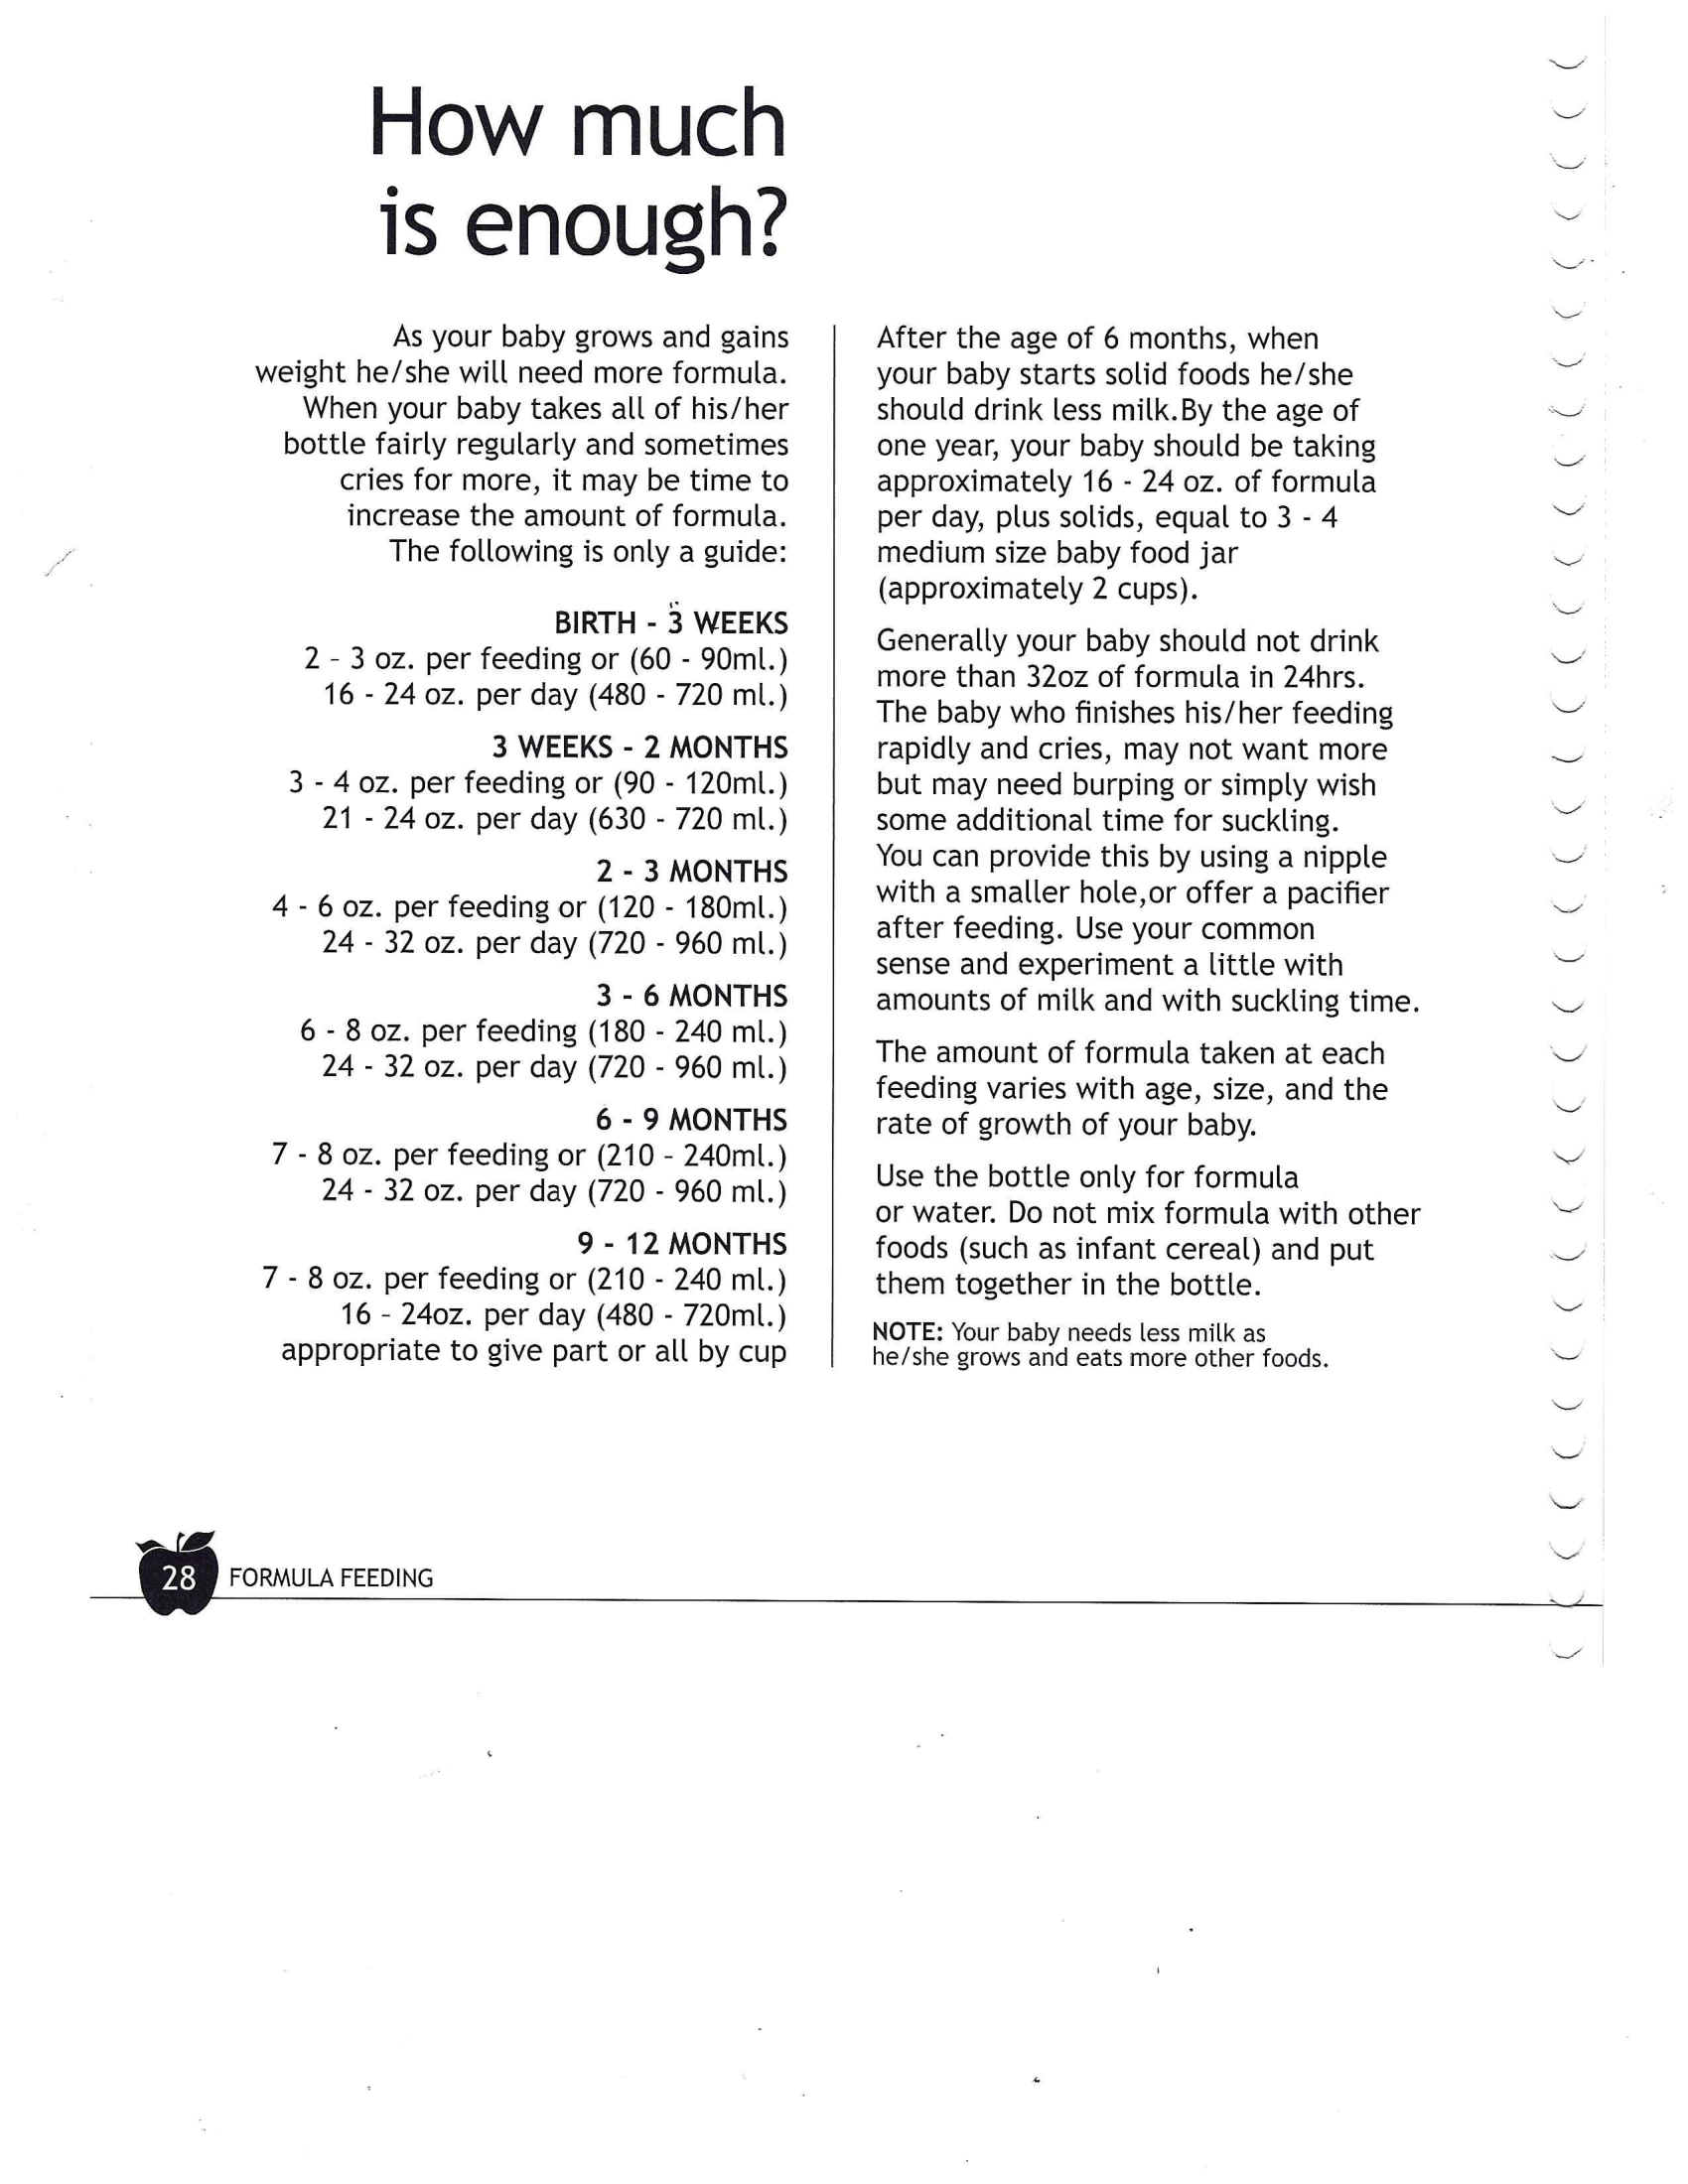 How much
is enough?
As your baby grows and gains
weight he/she will need more formula.
When your baby takes all of his/her
bottle fairly regularly and sometimes
cries for more, it may be time to
increase the amount of formula.
The following is only a guide:
BIRTH - 3 WEEKS
2 - 3 oz. per feeding or (60 - 90ml.)
16 - 24 oz. per day (480 - 720 ml.)
3 WEEKS - 2 MONTHS
3 - 4 oz. per feeding or (90 - 120ml.)
21 - 24 oz. per day (630 - 720 ml.)
2 - 3 MONTHS
4 - 6 oz. per feeding or (120 - 180ml.)
24 - 32 oz. per day (720 - 960 ml.)
3 - 6 MONTHS
6 - 8 oz. per feeding (180 - 240 ml.)
24 - 32 oz. per day (720 - 960 ml.)
6 - 9 MONTHS
7 - 8 oz. per feeding or (210 - 240ml.)
24 - 32 oz. per day (720 - 960 ml.)
9 - 12 MONTHS
7 - 8 oz. per feeding or (210 - 240 ml.)
16 - 24oz. per day (480 - 720ml.)
appropriate to give part or all by cup
After the age of 6 months, when
your baby starts solid foods he/she
should drink less milk.By the age of
one year, your baby should be taking
approximately 16 - 24 oz. of formula
per day, plus solids, equal to 3 - 4
medium size baby food jar
(approximately 2 cups).
Generally your baby should not drink
more than 32oz of formula in 24hrs.
The baby who finishes his/her feeding
rapidly and cries, may not want more
but may need burping or simply wish
some additional time for suckling.
You can provide this by using a nipple
with a smaller hole,or offer a pacifier
after feeding. Use your common
sense and experiment a little with
amounts of milk and with suckling time.
The amount of formula taken at each
feeding varies with age, size, and the
rate of growth of your baby.
Use the bottle only for formula
or water. Do not mix formula with other
foods (such as infant cereal) and put
them together in the bottle.
NOTE: Your baby needs less milk as
he/she grows and eats more other foods.
28 FORMULA FEEDING